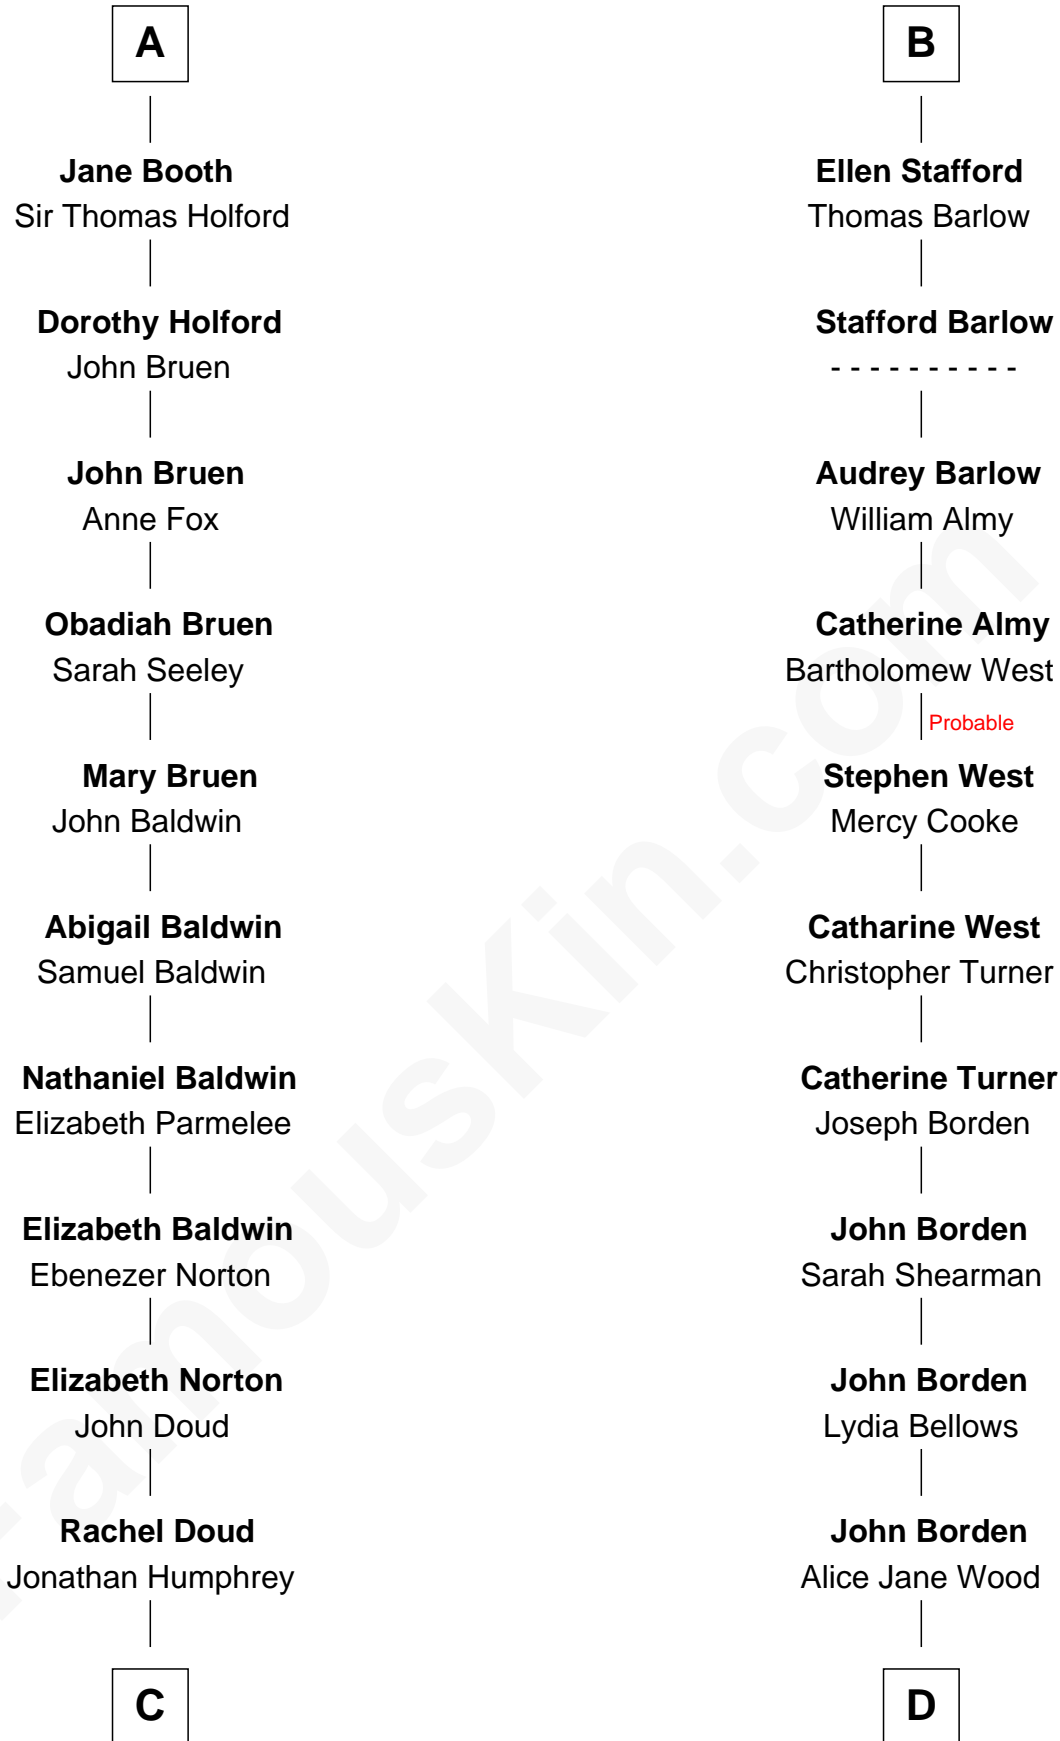 A
Jane Booth
Sir Thomas Holford
Dorothy Holford
John Bruen
John Bruen
Anne Fox
Obadiah Bruen
Sarah Seeley
Mary Bruen
John Baldwin
Abigail Baldwin
Samuel Baldwin
Nathaniel Baldwin
Elizabeth Parmelee
Elizabeth Baldwin
Ebenezer Norton
Elizabeth Norton
John Doud
Rachel Doud
Jonathan Humphrey
C
B
Ellen Stafford
Thomas Barlow
Stafford Barlow
- - - - - - - - - -
Audrey Barlow
William Almy
Catherine Almy
Bartholomew West
Probable
Stephen West
Mercy Cooke
Catharine West
Christopher Turner
Catherine Turner
Joseph Borden
John Borden
Sarah Shearman
John Borden
Lydia Bellows
John Borden
Alice Jane Wood
D
FamousKin.com